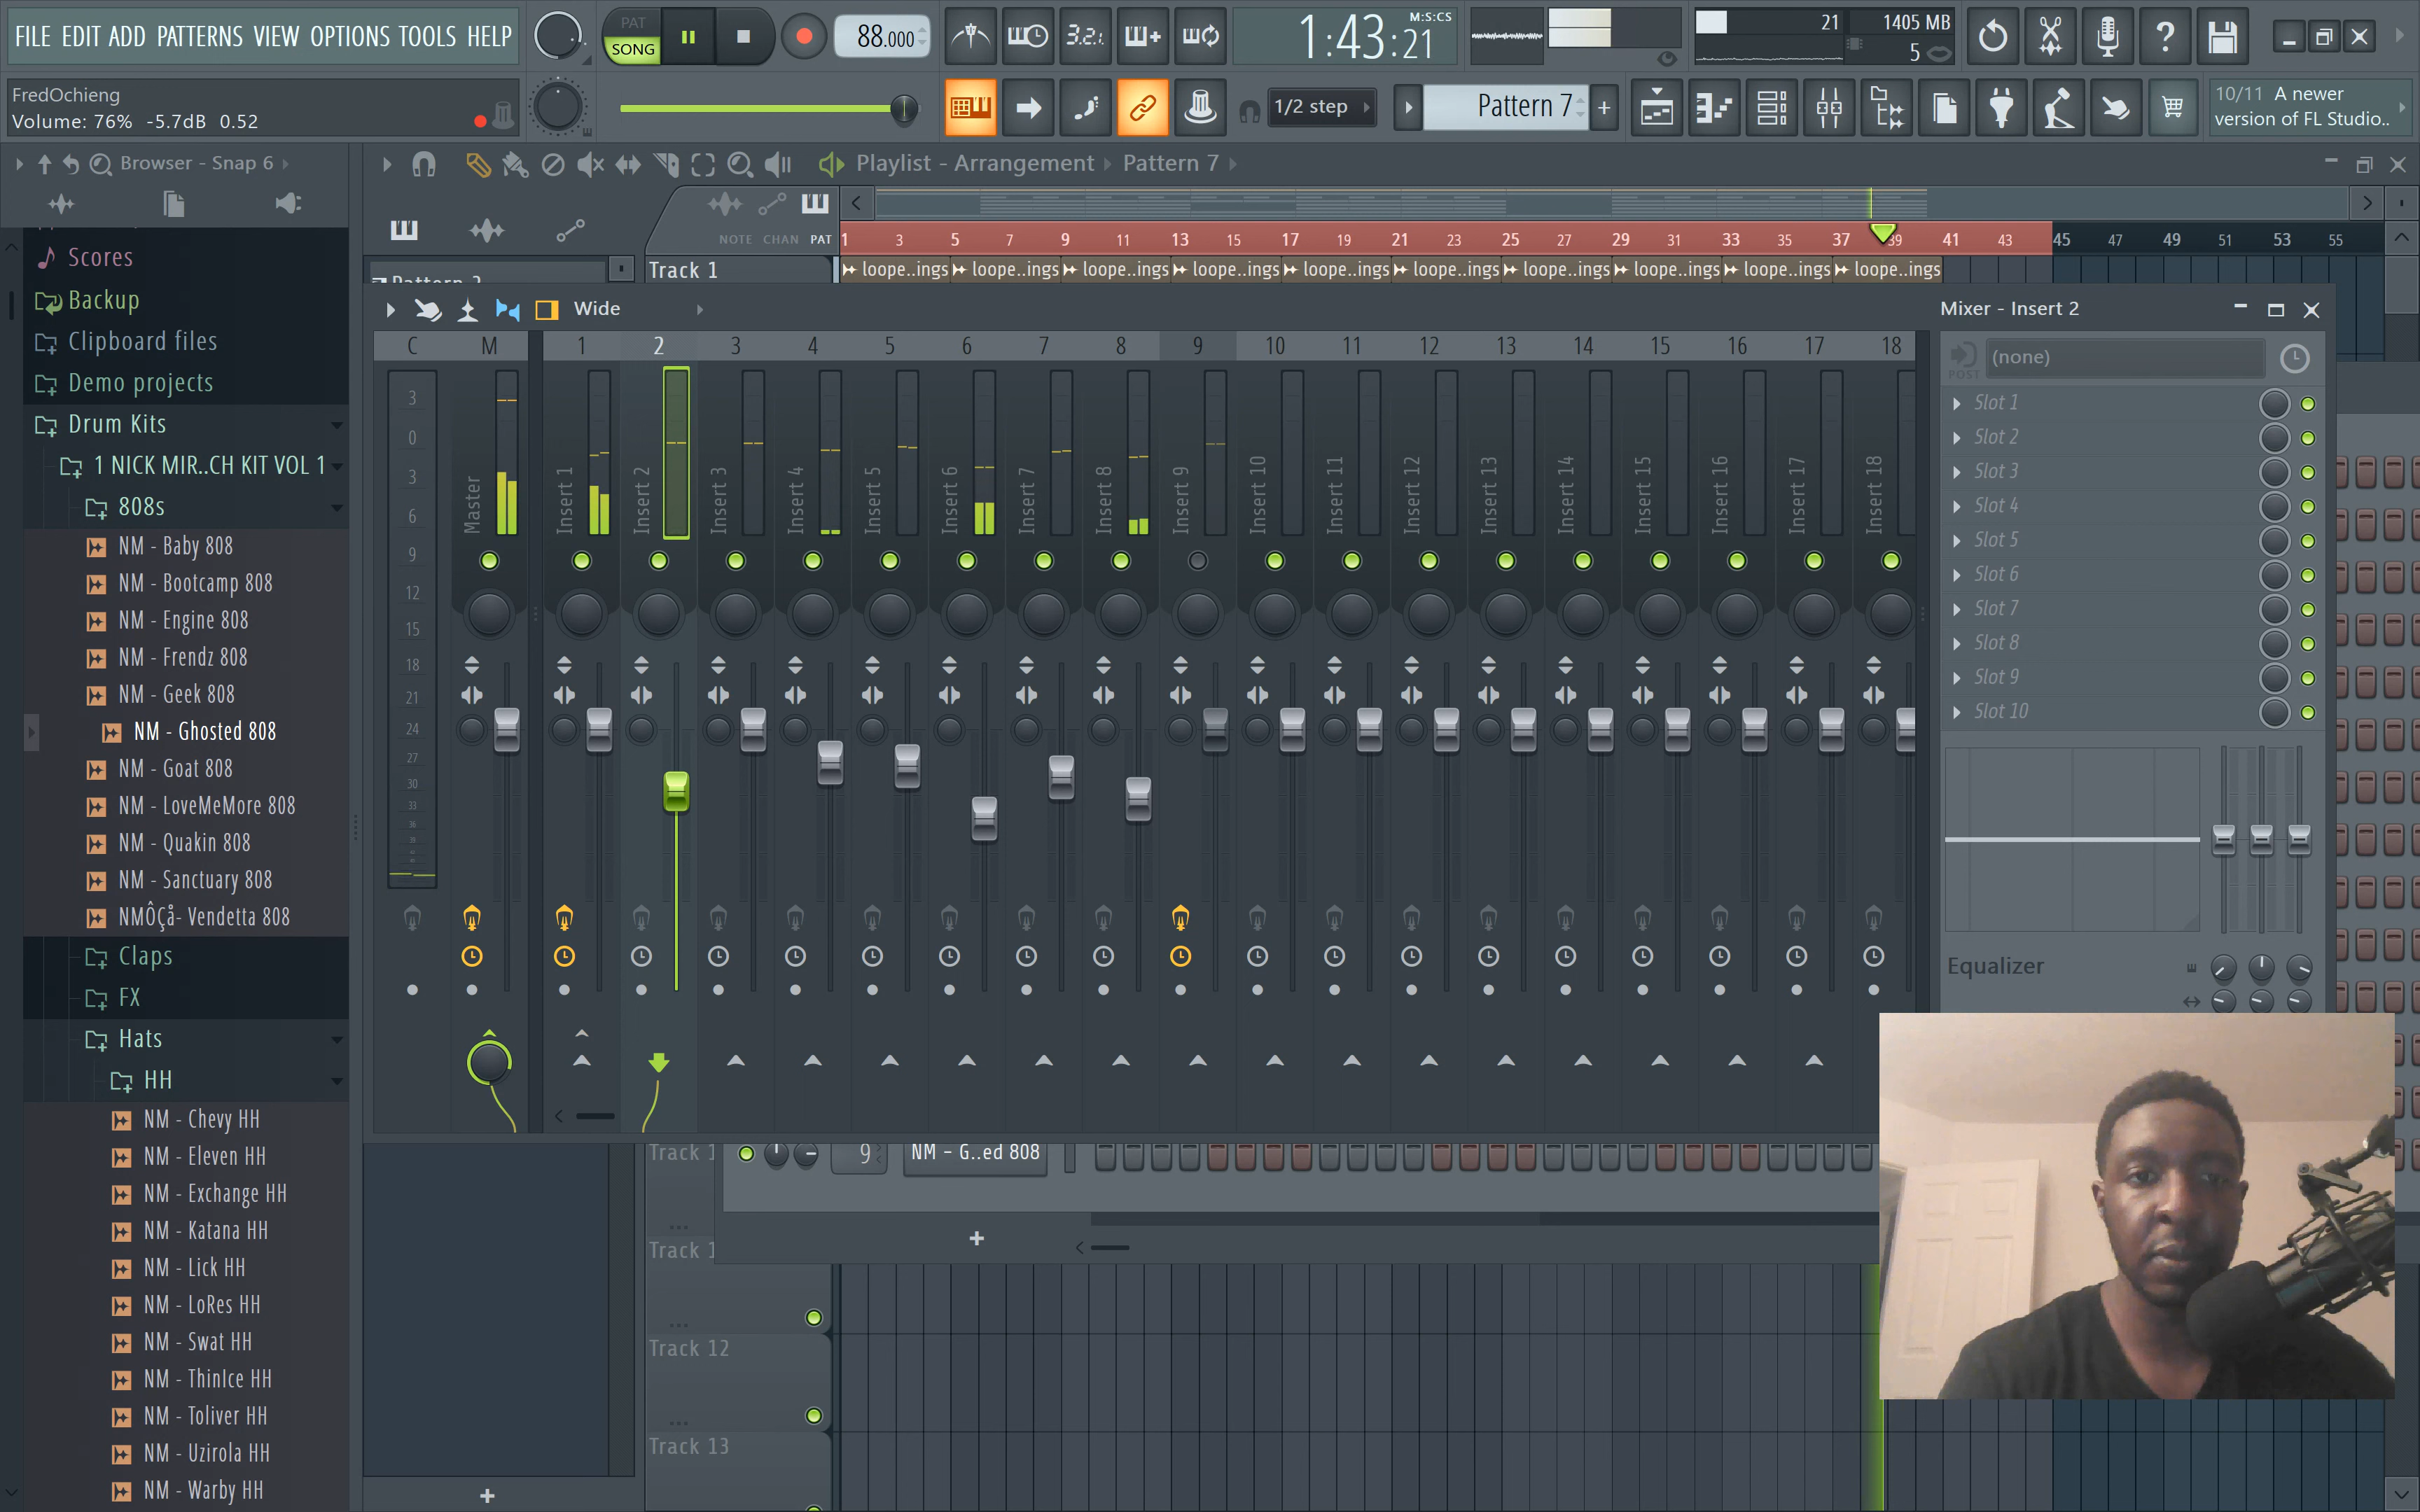 FILE EDIT ADD PATTERNS VIEW OPTIONS TOOLS HELP
PAT
SONG
88.000
3.2.
1:43:21
M:S:CS
21
1405 MB
5
FredOchieng
Volume: 76% -5.7dB 0.52
1/2 step
Pattern 7
+
10/11 A newer
version of FL Studio..
Browser - Snap 6
Playlist - Arrangement
Pattern 7
NOTE CHAN PAT
1 3 5 7 9 11 13 15 17 19 21 23 25 27 29 31 33 35 37 39 41 43 45 47 49 51 53 55
Track 1
loope..ings loope..ings loope..ings loope..ings loope..ings loope..ings loope..ings loope..ings loope..ings loope..ings
Scores
Backup
Clipboard files
Demo projects
Drum Kits
1 NICK MIR..CH KIT VOL 1
808s
NM - Baby 808
NM - Bootcamp 808
NM - Engine 808
NM - Frendz 808
NM - Geek 808
NM - Ghosted 808
NM - Goat 808
NM - LoveMeMore 808
NM - Quakin 808
NM - Sanctuary 808
NMÔÇå- Vendetta 808
Claps
FX
Hats
HH
NM - Chevy HH
NM - Eleven HH
NM - Exchange HH
NM - Katana HH
NM - Lick HH
NM - LoRes HH
NM - Swat HH
NM - ThinIce HH
NM - Toliver HH
NM - Uzirola HH
NM - Warby HH
Wide
C M 1 2 3 4 5 6 7 8 9 10 11 12 13 14 15 16 17 18
3
0
3
6
9
12
15
18
21
24
27
30
33
36
Master
Insert 1
Insert 2
Insert 3
Insert 4
Insert 5
Insert 6
Insert 7
Insert 8
Insert 9
Insert 10
Insert 11
Insert 12
Insert 13
Insert 14
Insert 15
Insert 16
Insert 17
Insert 18
Mixer - Insert 2
POST
(none)
Slot 1
Slot 2
Slot 3
Slot 4
Slot 5
Slot 6
Slot 7
Slot 8
Slot 9
Slot 10
Equalizer
Track 1
9
NM - G..ed 808
Track 1
Track 12
Track 13